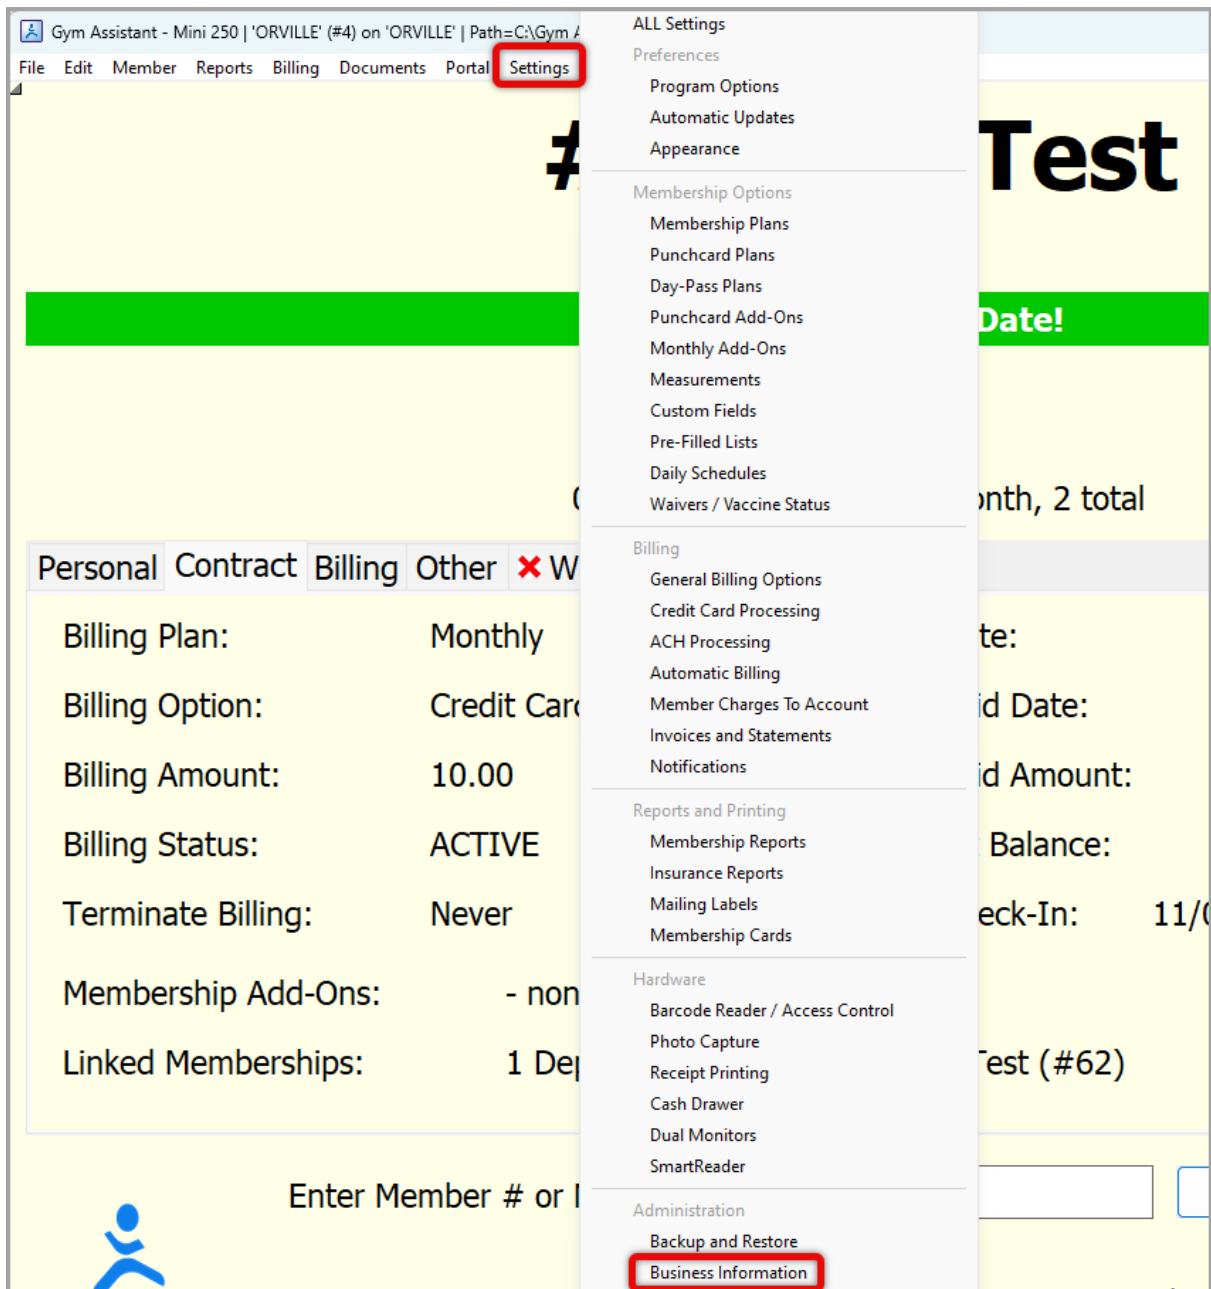 Gym Assistant - Mini 250 | 'ORVILLE' (#4) on 'ORVILLE' | Path=C:\Gym
File Edit Member Reports Billing Documents Portal Settings
ALL Settings
Preferences
Program Options
Automatic Updates
Appearance
Membership Options
Membership Plans
Punchcard Plans
Day-Pass Plans
Punchcard Add-Ons
Monthly Add-Ons
Measurements
Custom Fields
Pre-Filled Lists
Daily Schedules
Waivers / Vaccine Status
Billing
General Billing Options
Credit Card Processing
ACH Processing
Automatic Billing
Member Charges To Account
Invoices and Statements
Notifications
Reports and Printing
Membership Reports
Insurance Reports
Mailing Labels
Membership Cards
Hardware
Barcode Reader / Access Control
Photo Capture
Receipt Printing
Cash Drawer
Dual Monitors
SmartReader
Administration
Backup and Restore
Business Information
# Test
Date!
onth, 2 total
Personal Contract Billing Other W
Billing Plan: Monthly te:
Billing Option: Credit Card id Date:
Billing Amount: 10.00 id Amount:
Billing Status: ACTIVE Balance:
Terminate Billing: Never eck-In: 11/0
Membership Add-Ons: - non
Linked Memberships: 1 Dep Test (#62)
Enter Member # or